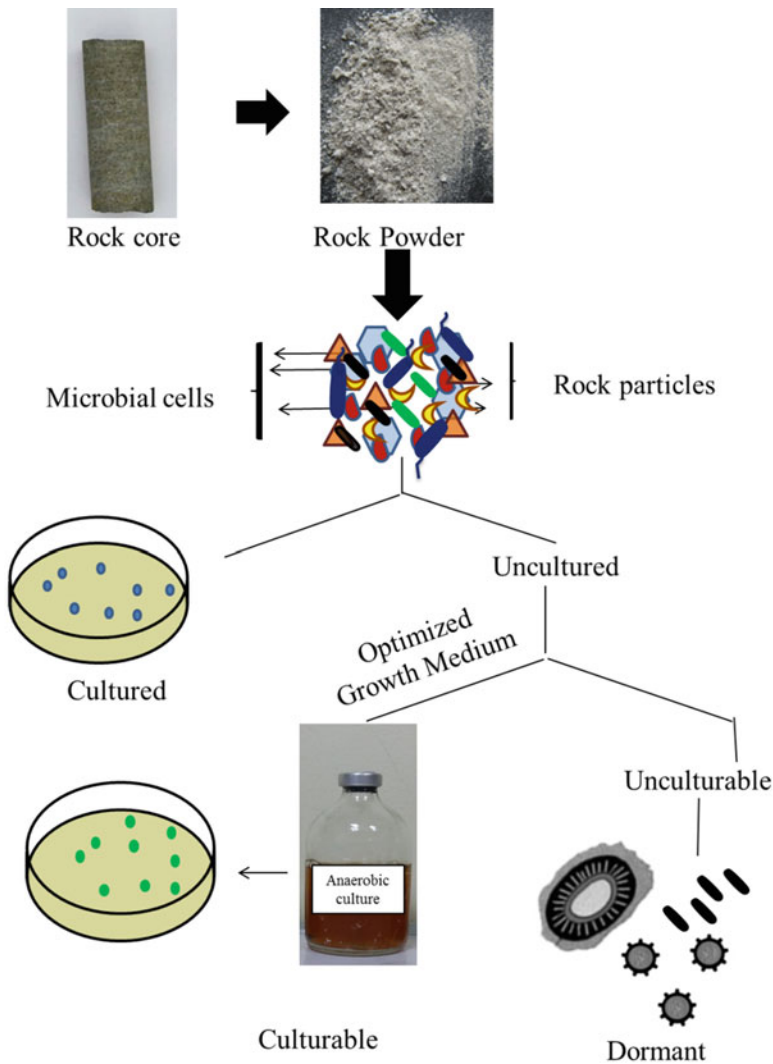 Rock core
Rock Powder
Microbial cells
Rock particles
Uncultured
Optimized
Growth Medium
Cultured
Unculturable
Anaerobic
culture
Culturable
Dormant